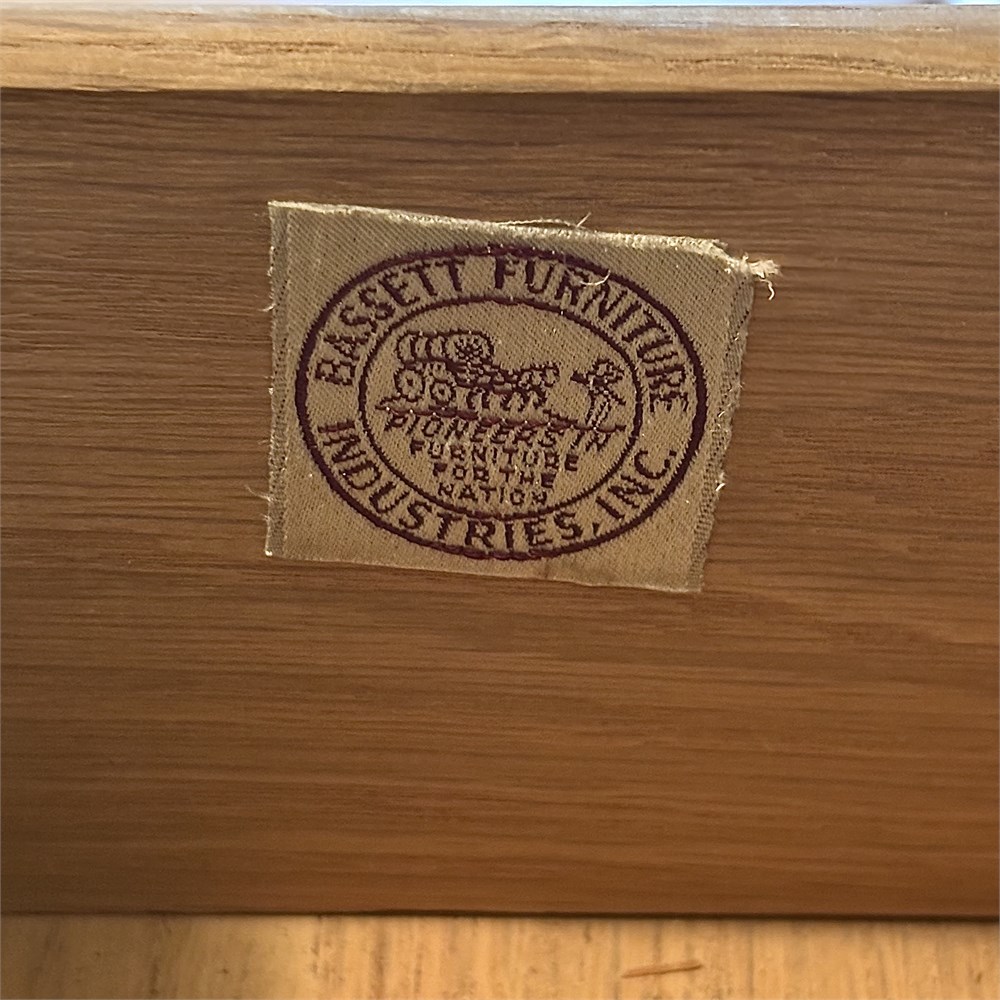 BASSETT FURNITURE
INDUSTRIES, INC.
PIONEERS IN
FURNITURE
FOR THE
NATION